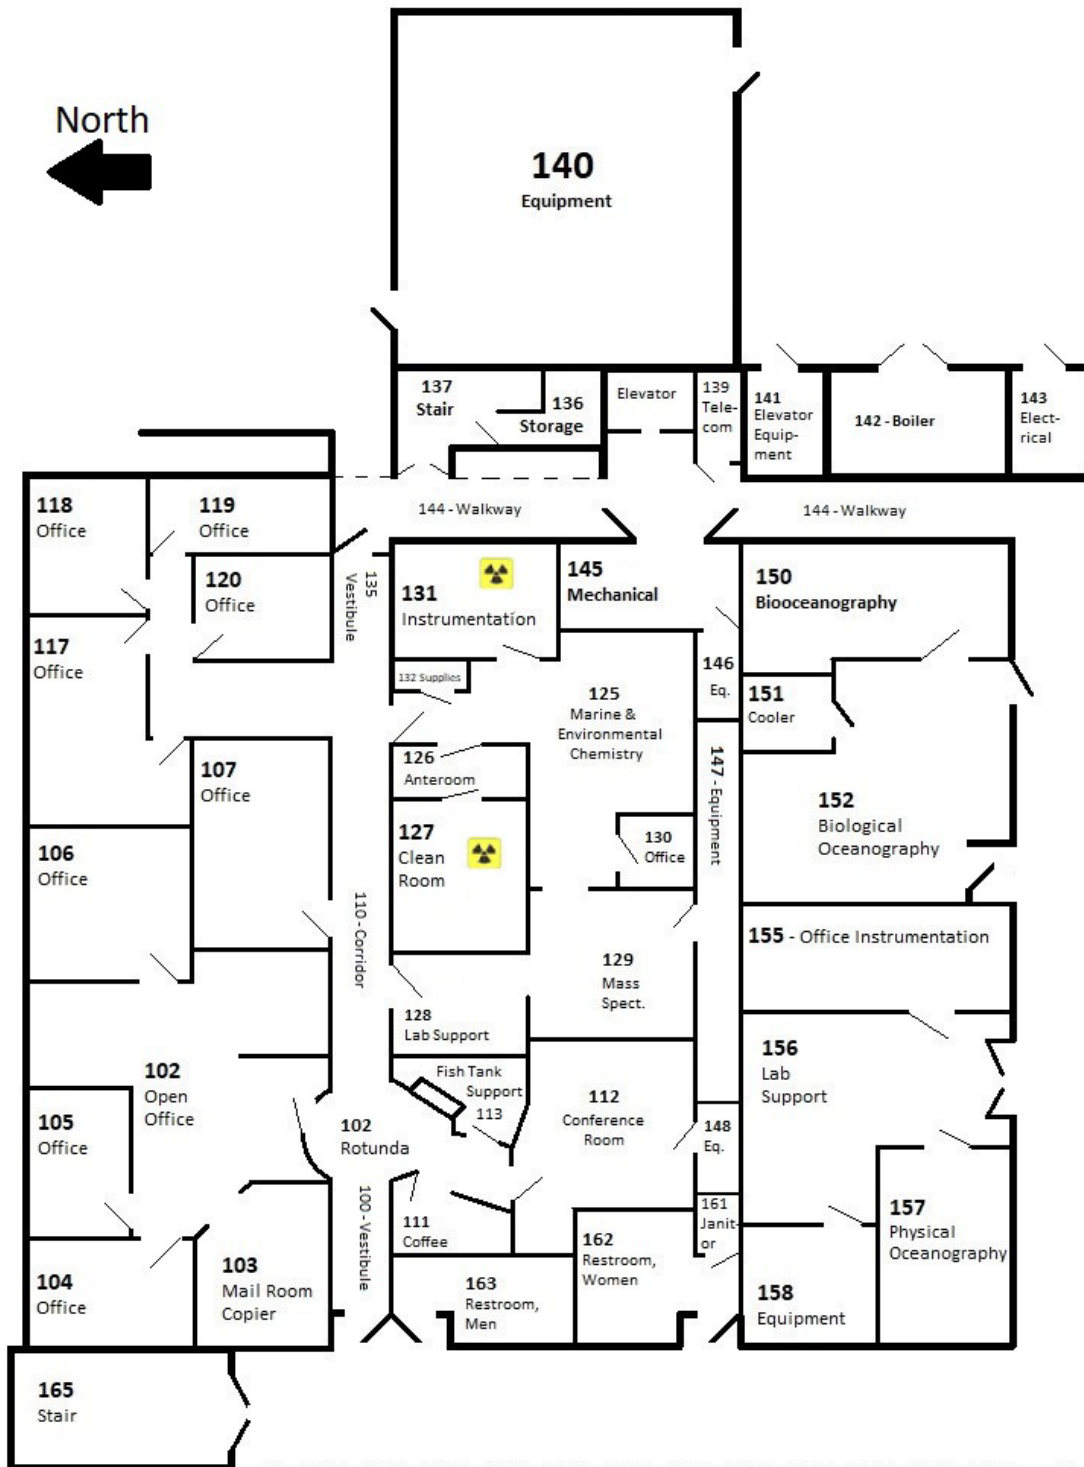 North
140
Equipment
137
Stair
136
Storage
Elevator
139
Tele-
com
141
Elevator
Equip-
ment
142 - Boiler
143
Elect-
rical
118
Office
119
Office
144 - Walkway
144 - Walkway
120
Office
135
Vestibule
131
Instrumentation
145
Mechanical
150
Biooceanography
117
Office
132 Supplies
125
Marine &
Environmental
Chemistry
146
Eq.
151
Cooler
107
Office
126
Anteroom
147 - Equipment
152
Biological
Oceanography
106
Office
127
Clean
Room
130
Office
110 - Corridor
129
Mass
Spect.
155 - Office Instrumentation
128
Lab Support
102
Open
Office
Fish Tank
Support
113
156
Lab
Support
105
Office
102
Rotunda
112
Conference
Room
148
Eq.
100 - Vestibule
111
Coffee
161
Janit-
or
157
Physical
Oceanography
104
Office
103
Mail Room
Copier
163
Restroom,
Men
162
Restroom,
Women
158
Equipment
165
Stair